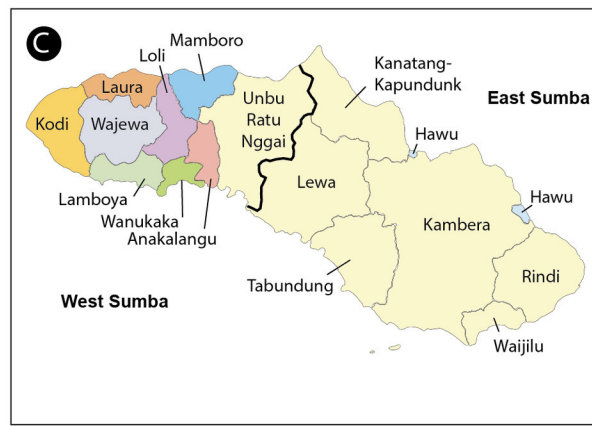 C
Mamboro
Loli
Kanatang-
Kapundunk
Laura
Unbu
Ratu
Nggai
East Sumba
Kodi
Wajewa
Hawu
Lewa
Lamboya
Wanukaka
Anakalangu
Kambera
Hawu
Tabundung
Rindi
West Sumba
Waijilu